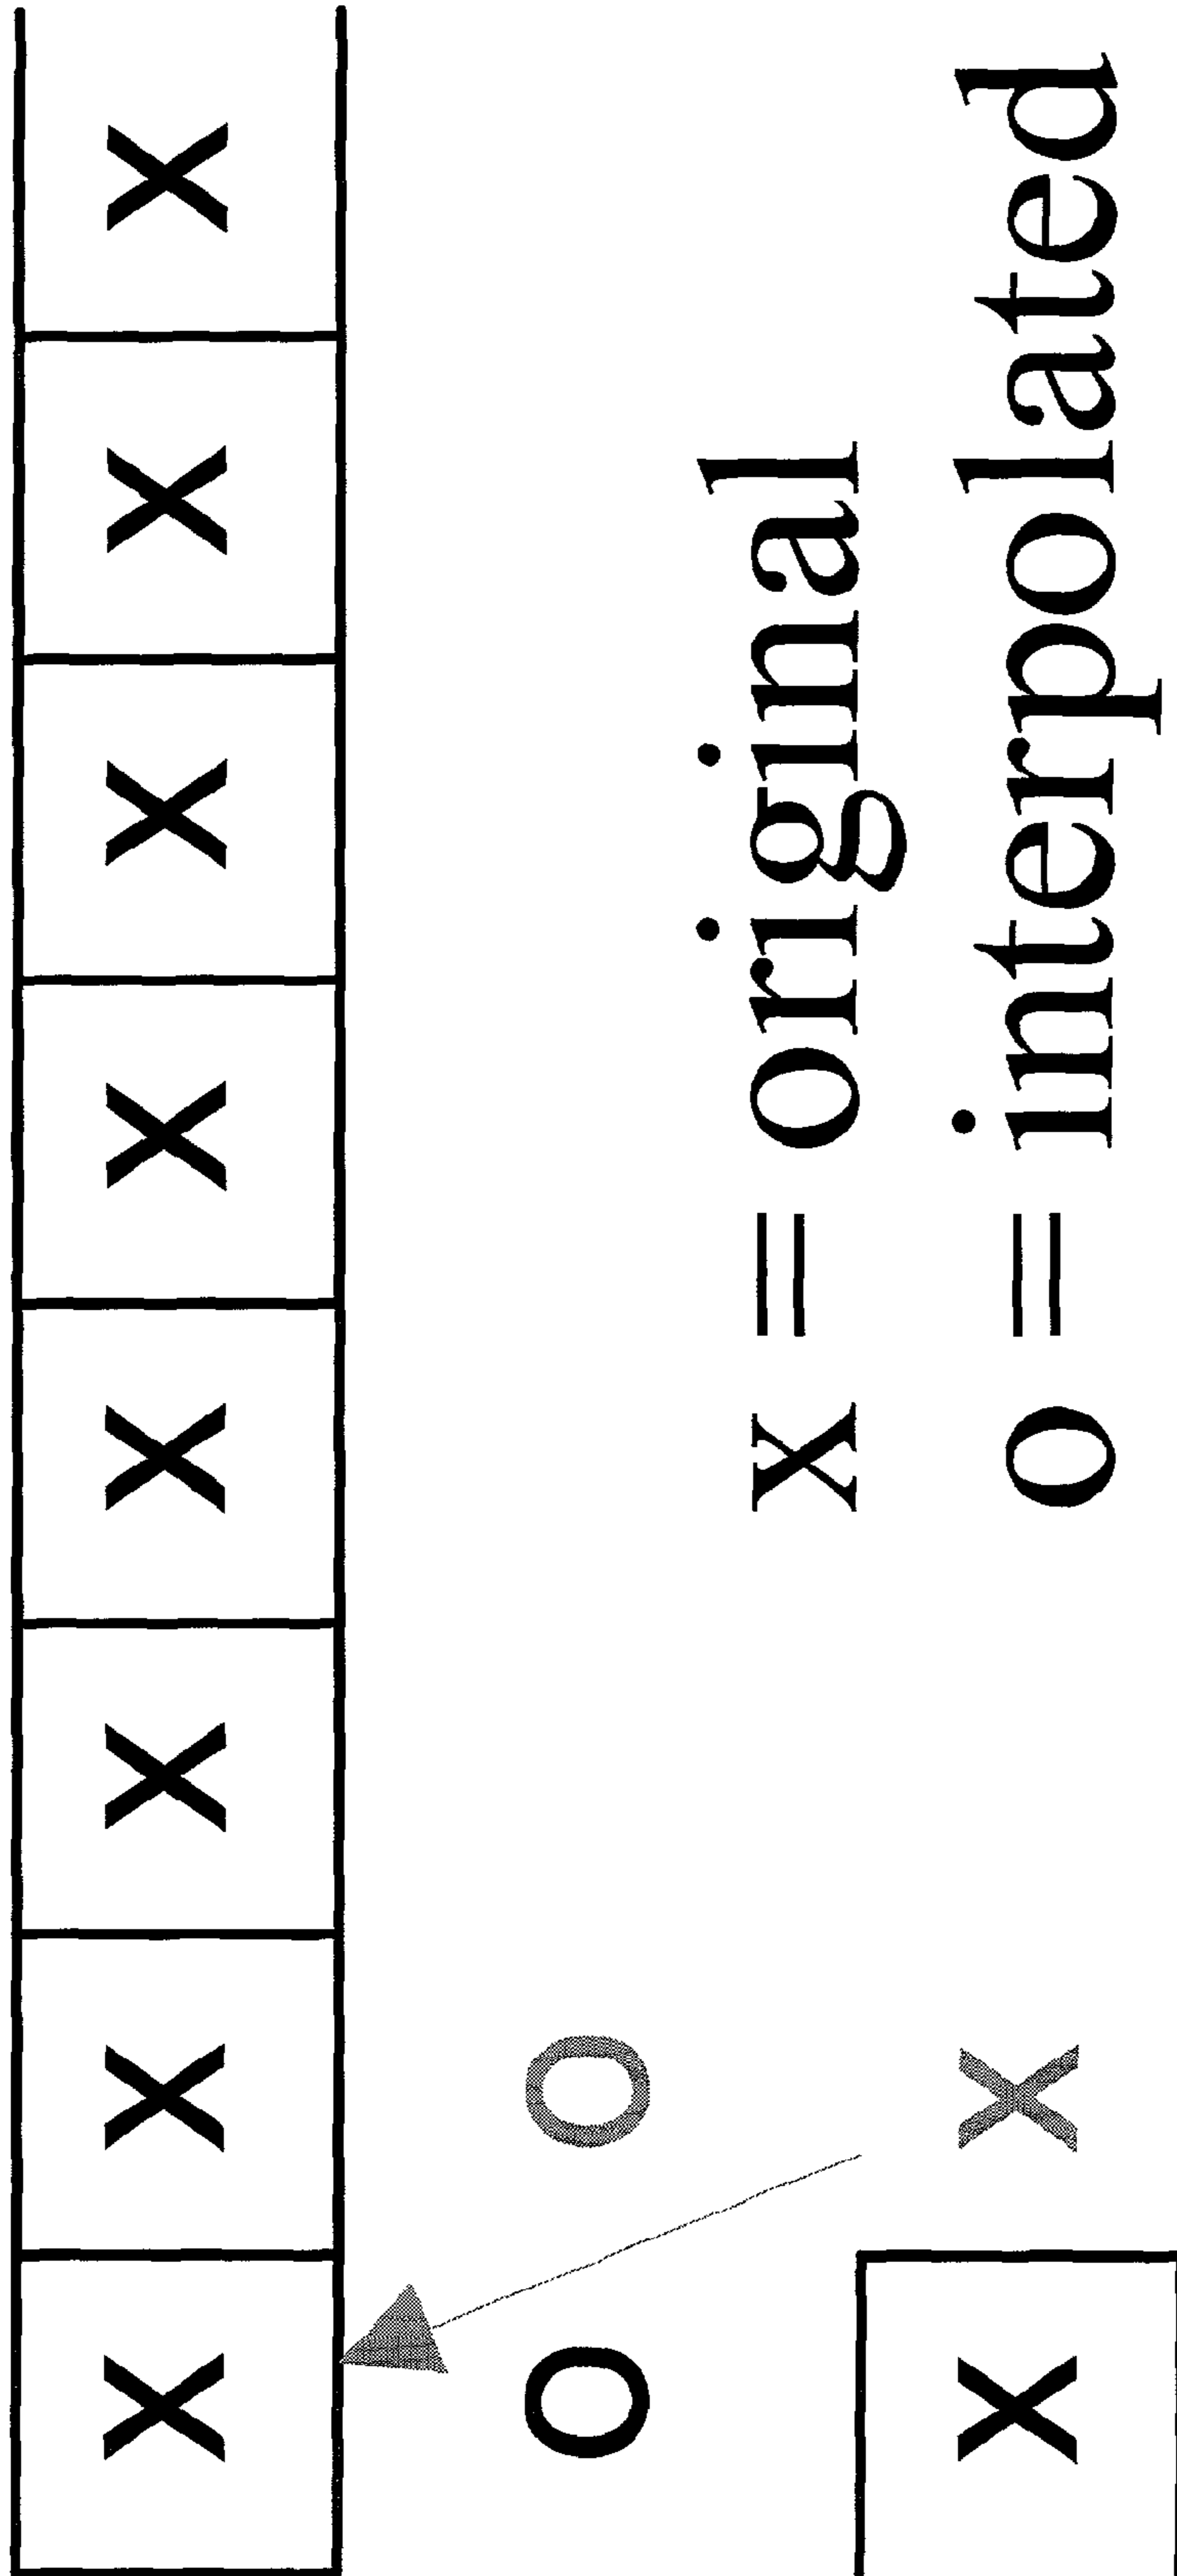 X X X X X X X X
O O
X X
x = original
o = interpolated